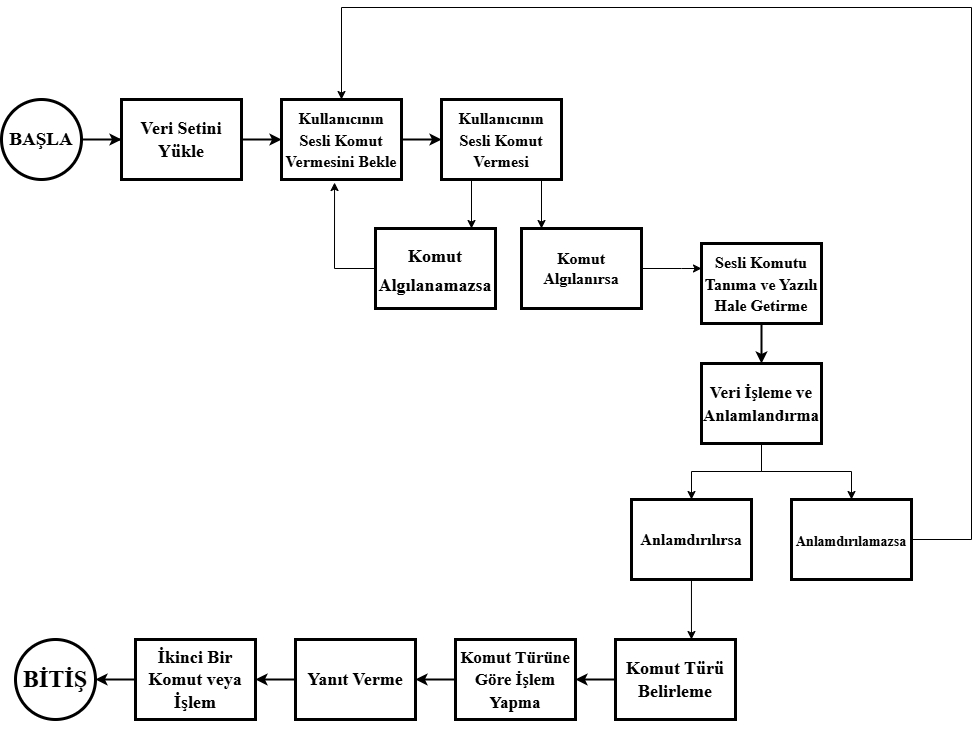 BAŞLA
Veri Setini
Yükle
Kullanıcının
Sesli Komut
Vermesini Bekle
Kullanıcının
Sesli Komut
Vermesi
Komut
Algılanamazsa
Komut
Algılanırsa
Sesli Komutu
Tanıma ve Yazılı
Hale Getirme
Veri İşleme ve
Anlamlandırma
Anlamdırılırsa
Anlamdırılamazsa
Komut Türü
Belirleme
Komut Türüne
Göre İşlem
Yapma
Yanıt Verme
İkinci Bir
Komut veya
İşlem
BİTİŞ